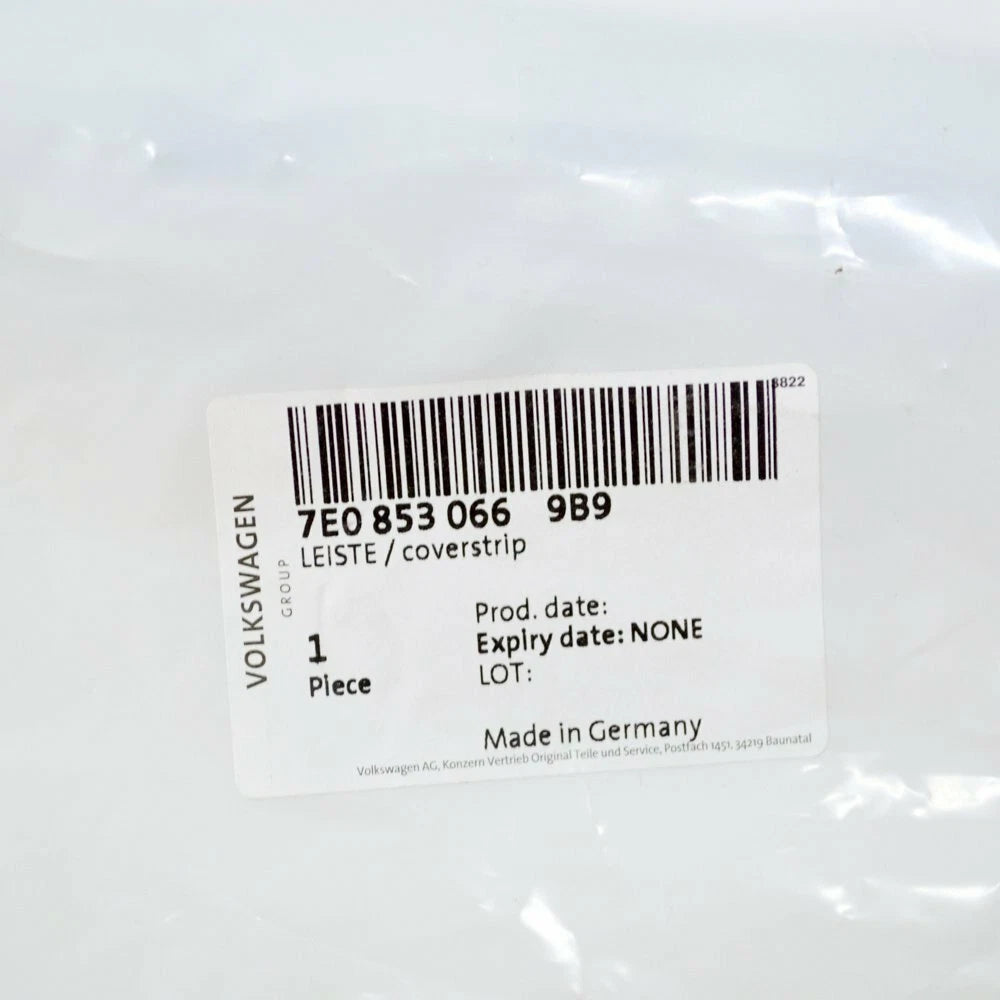 8822
7E0 853 066 9B9
LEISTE / coverstrip
VOLKSWAGEN
GROUP
1
Piece
Prod. date:
Expiry date: NONE
LOT:
Made in Germany
Volkswagen AG, Konzern Vertrieb Original Teile und Service, Postfach 1451, 34219 Baunatal